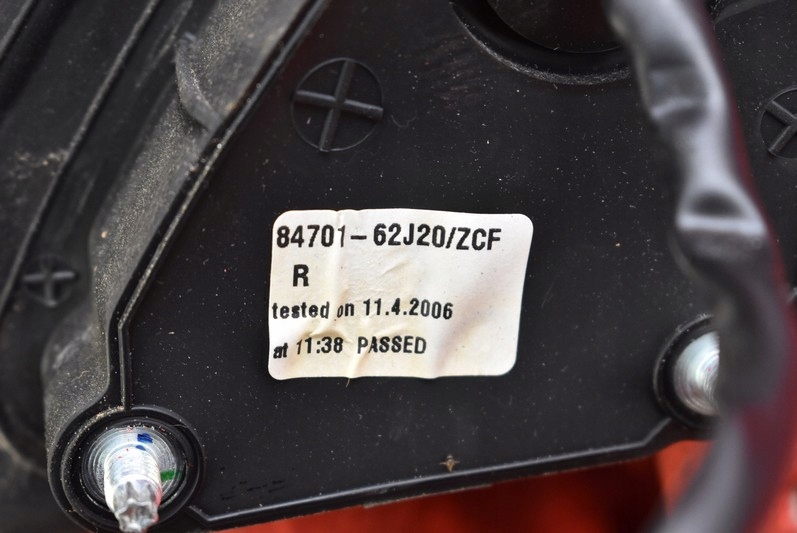 84701-62J20/ZCF
R
tested on 11.4.2006
at 11:38 PASSED